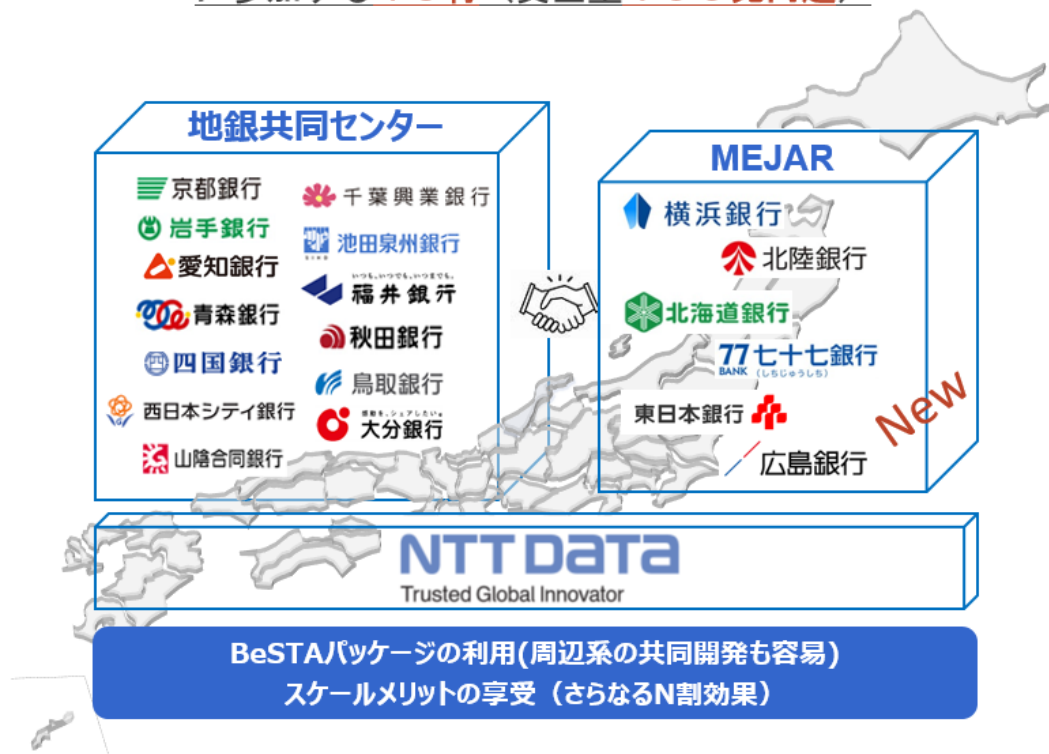 地銀共同センター
京都銀行
岩手銀行
愛知銀行
青森銀行
四国銀行
西日本シティ銀行
山陰合同銀行
千葉興業銀行
池田泉州銀行
いつも。いつでも。いつまでも。
福井銀行
秋田銀行
鳥取銀行
感動を、シェアしたい。
大分銀行
MEJAR
横浜銀行
北陸銀行
北海道銀行
77 BANK 七十七銀行
(しちじゅうしち)
東日本銀行
広島銀行
New
NTT DATA
Trusted Global Innovator
BeSTAパッケージの利用(周辺系の共同開発も容易)
スケールメリットの享受（さらなるN割効果）